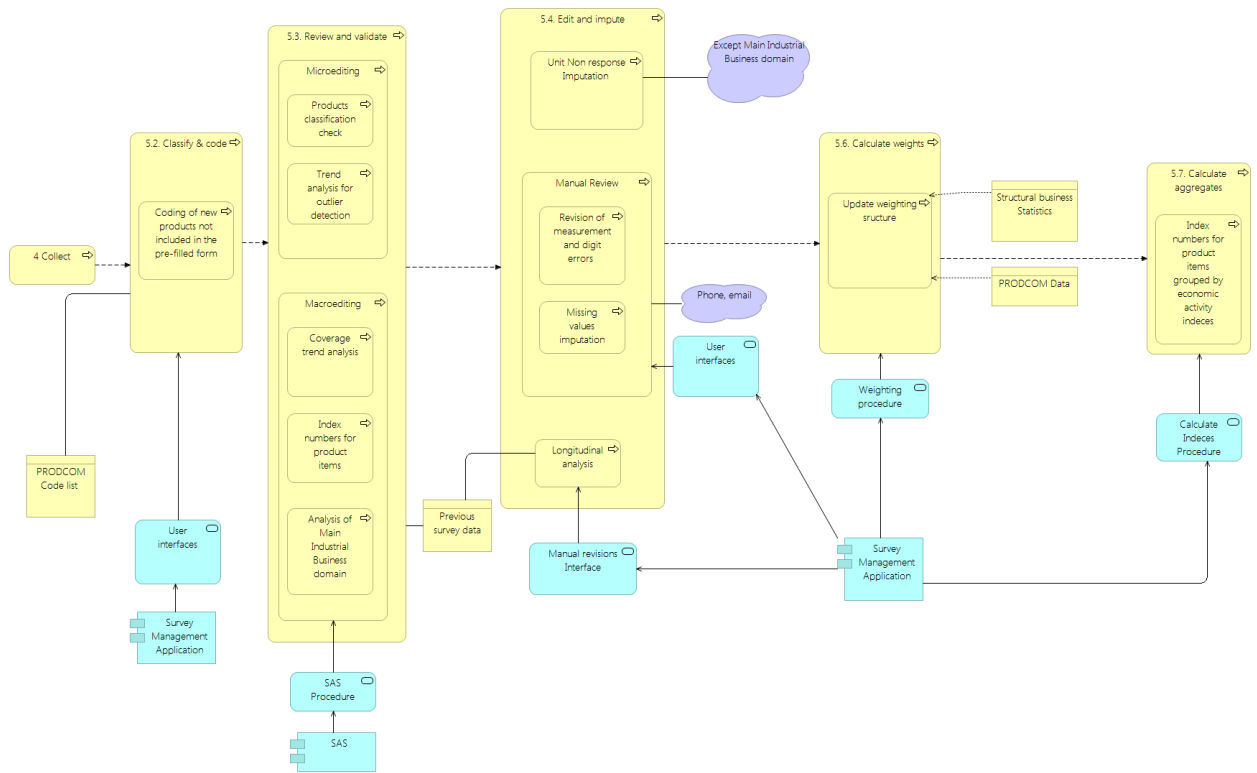 4 Collect
PRODCOM
Code list
5.2. Classify & code
Coding of new
products not
included in the
pre-filled form
User
interfaces
Survey
Management
Application
5.3. Review and validate
Microediting
Products
classification
check
Trend
analysis for
outlier
detection
Macroediting
Coverage
trend analysis
Index
numbers for
product
items
Analysis of
Main
Industrial
Business
domain
SAS
Procedure
SAS
Previous
survey data
5.4. Edit and impute
Unit Non response
Imputation
Except Main Industrial
Business domain
Manual Review
Revision of
measurement
and digit
errors
Missing
values
imputation
Phone, email
User
interfaces
Longitudinal
analysis
Manual revisions
Interface
Survey
Management
Application
5.6. Calculate weights
Update weighting
sructure
Structural business
Statistics
PRODCOM Data
Weighting
procedure
5.7. Calculate
aggregates
Index
numbers for
product
items
grouped by
economic
activity
indeces
Calculate
Indeces
Procedure